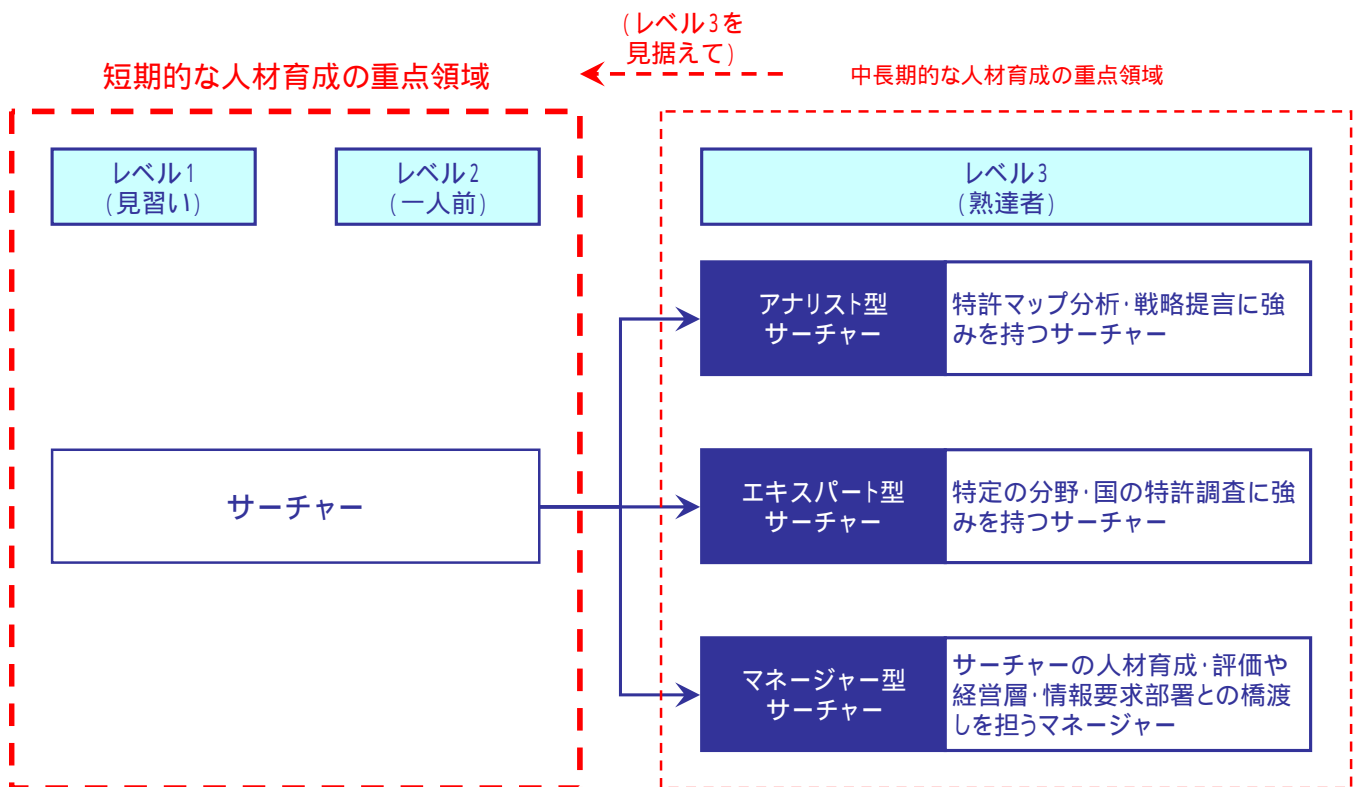 (レベル3を
見据えて)
短期的な人材育成の重点領域
中長期的な人材育成の重点領域
レベル1
(見習い)
レベル2
(一人前)
レベル3
(熟達者)
アナリスト型
サーチャー
特許マップ分析・戦略提言に強
みを持つサーチャー
サーチャー
エキスパート型
サーチャー
特定の分野・国の特許調査に強
みを持つサーチャー
マネージャー型
サーチャー
サーチャーの人材育成・評価や
経営層・情報要求部署との橋渡
しを担うマネージャー